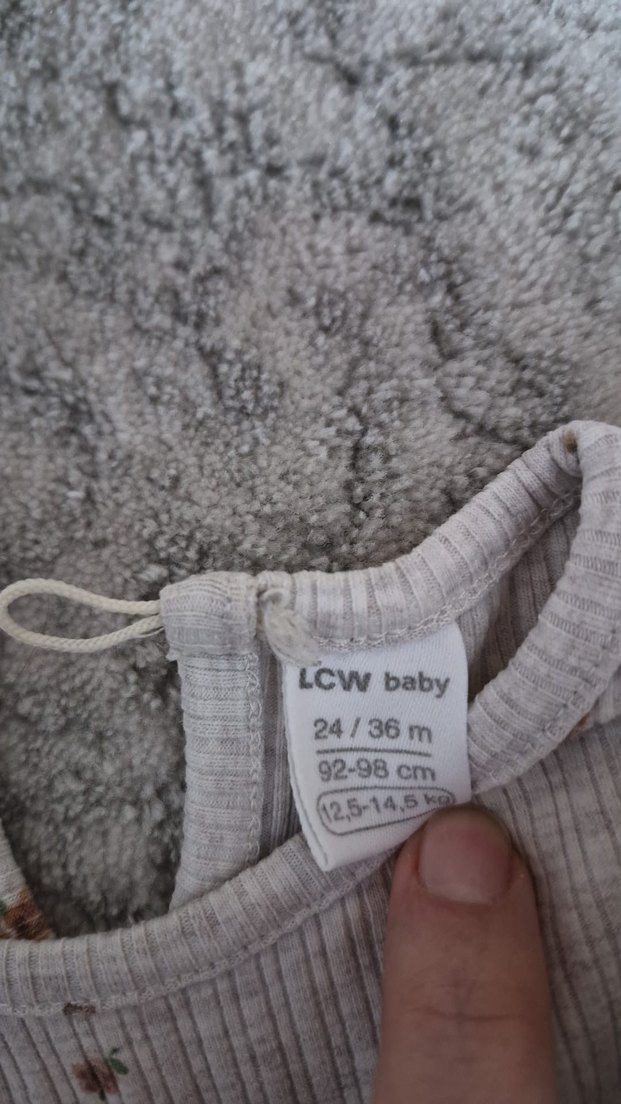 LCW baby
24 / 36 m
92-98 cm
12,5-14,5 kg